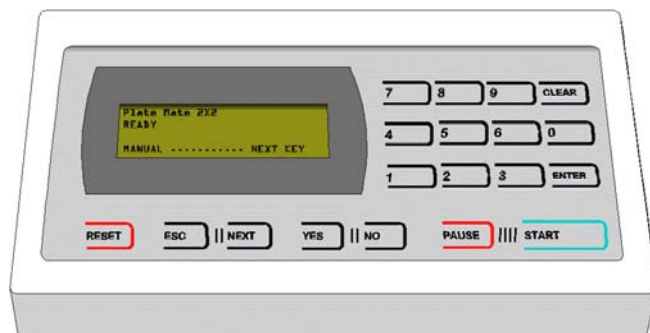 Plate Mate 2X2
READY
MANUAL ........... NEXT KEY
7 8 9 CLEAR
4 5 6 0
1 2 3 ENTER
RESET ESC NEXT YES NO PAUSE START